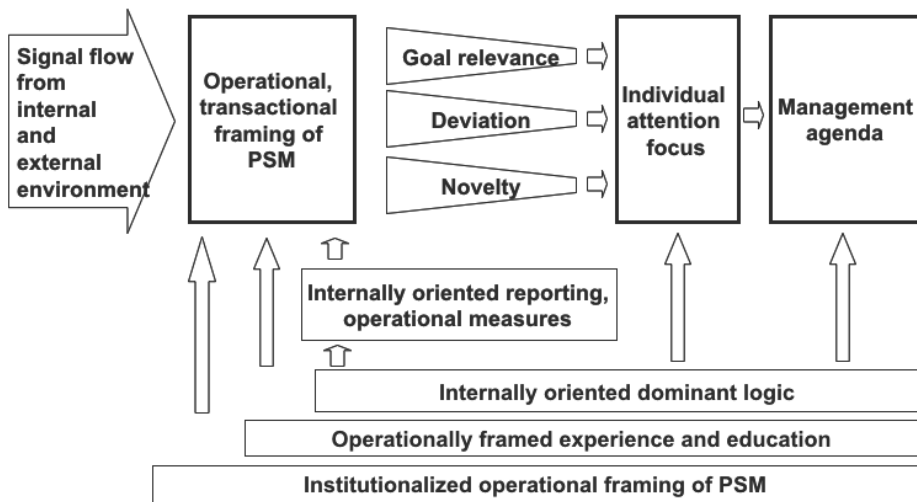 Signal flow
from
internal
and
external
environment
Operational,
transactional
framing of
PSM
Goal relevance
Deviation
Novelty
Individual
attention
focus
Management
agenda
Internally oriented reporting,
operational measures
Internally oriented dominant logic
Operationally framed experience and education
Institutionalized operational framing of PSM